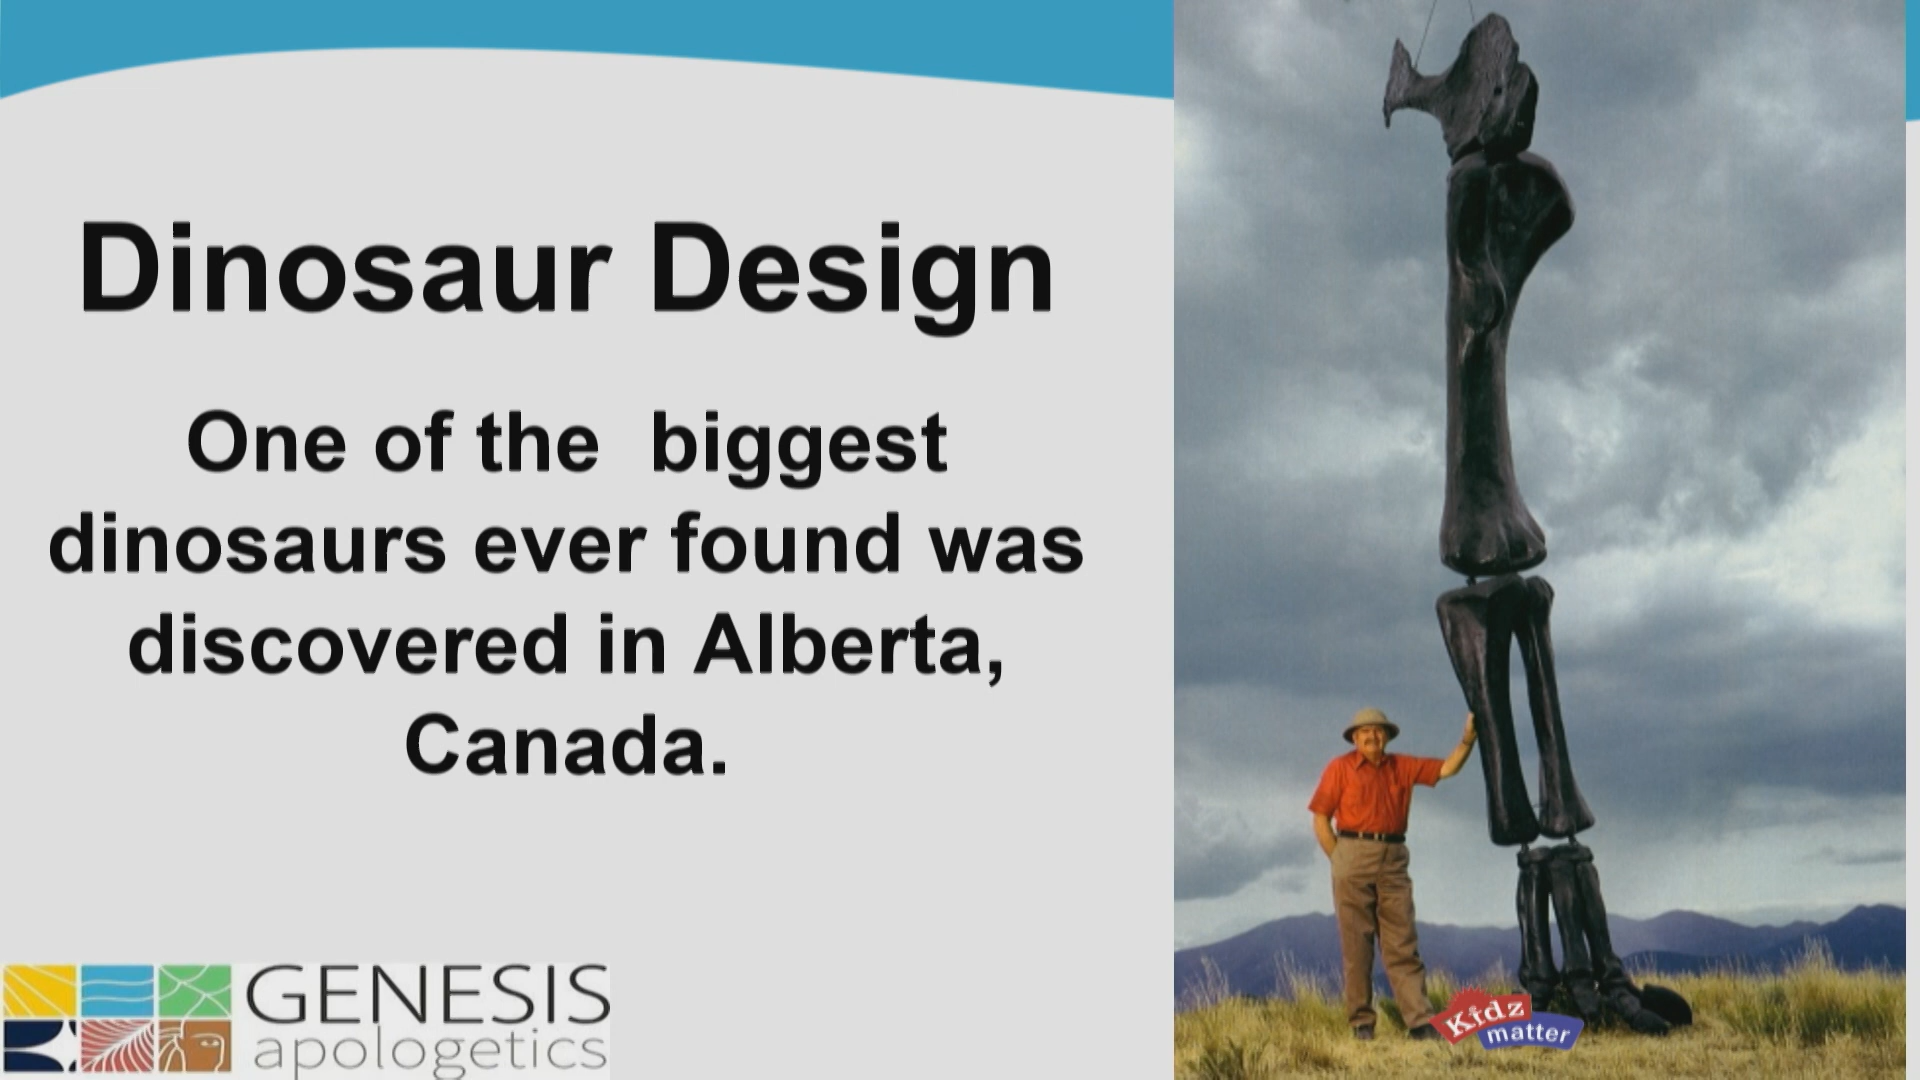 Dinosaur Design
One of the  biggest
dinosaurs ever found was
discovered in Alberta,
Canada.
GENESIS
apologetics
Kidz
matter